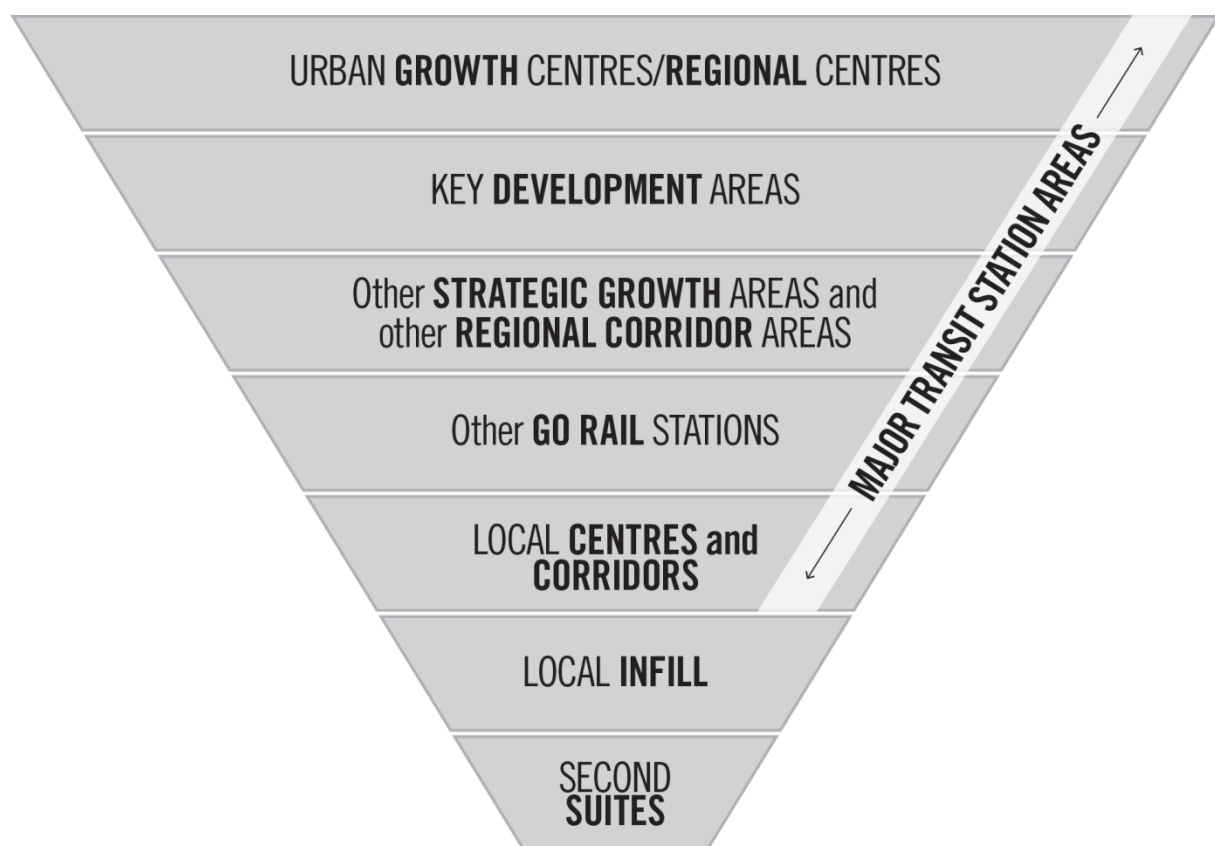 URBAN GROWTH CENTRES/REGIONAL CENTRES
KEY DEVELOPMENT AREAS
Other STRATEGIC GROWTH AREAS and
other REGIONAL CORRIDOR AREAS
Other GO RAIL STATIONS
LOCAL CENTRES and
CORRIDORS
LOCAL INFILL
SECOND
SUITES
MAJOR TRANSIT STATION AREAS